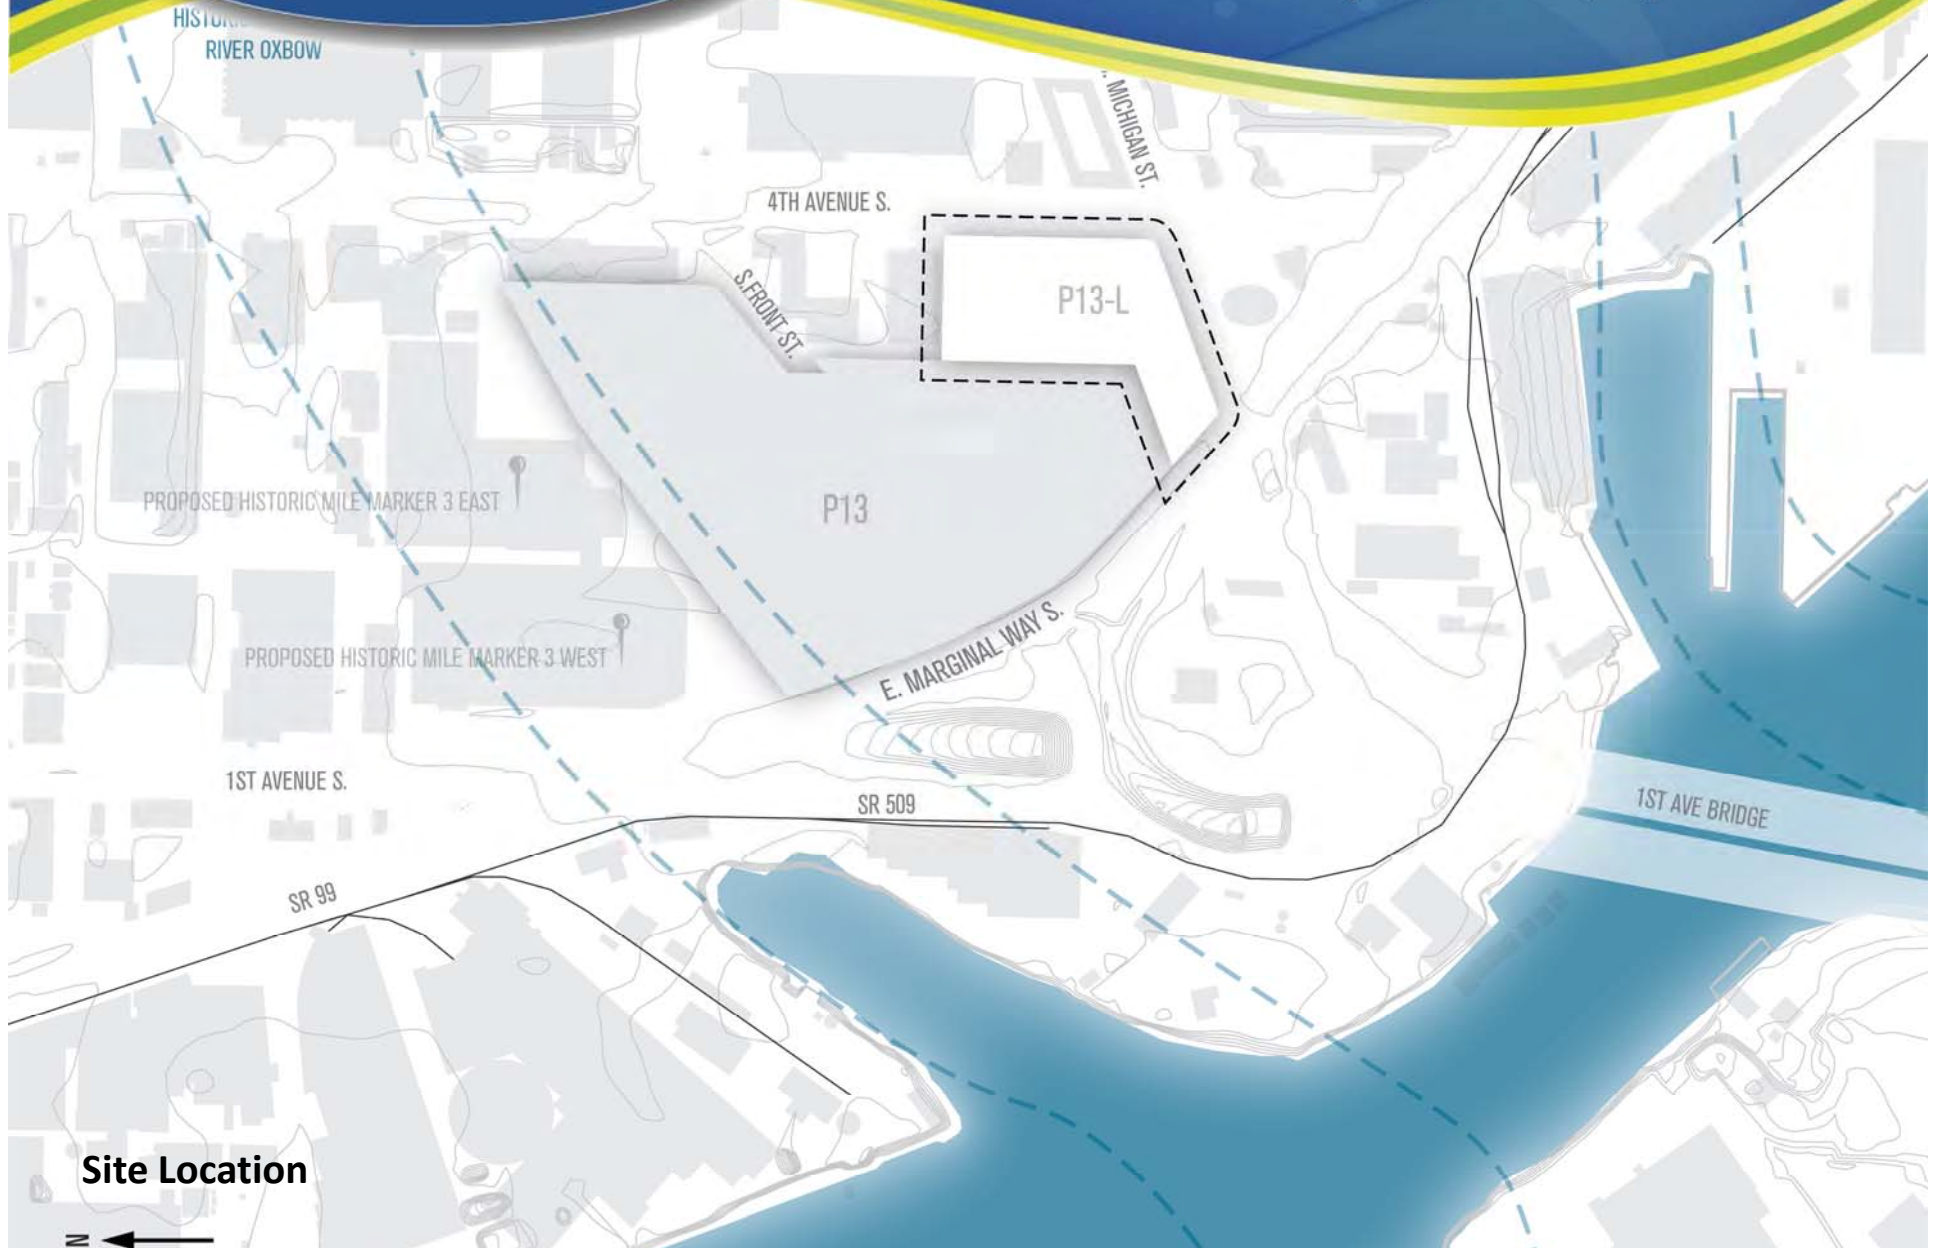 RIVER OXBOW
MICHIGAN ST.
4TH AVENUE S.
S.FRONT ST.
P13-L
PROPOSED HISTORIC MILE MARKER 3 EAST
P13
PROPOSED HISTORIC MILE MARKER 3 WEST
E. MARGINAL WAY S.
1ST AVENUE S.
SR 509
1ST AVE BRIDGE
SR 99
Site Location
N